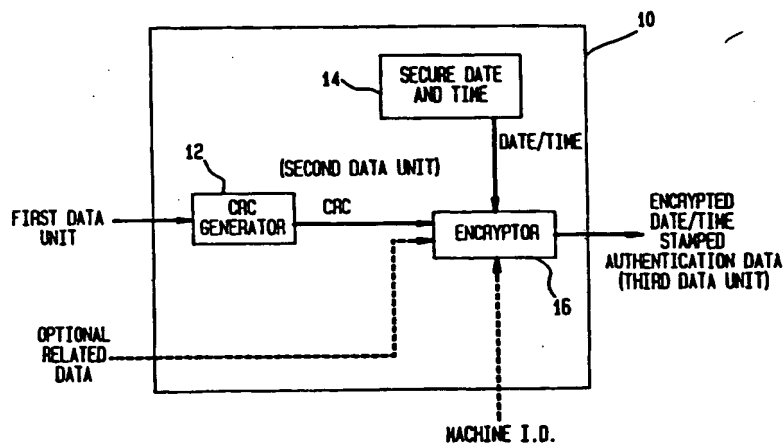 10
14
SECURE DATE
AND TIME
DATE/TIME
12
(SECOND DATA UNIT)
FIRST DATA
UNIT
CRC
GENERATOR
CRC
ENCRYPTOR
ENCRYPTED
DATE/TIME
STAMPED
AUTHENTICATION DATA
(THIRD DATA UNIT)
16
OPTIONAL
RELATED
DATA
MACHINE I.D.